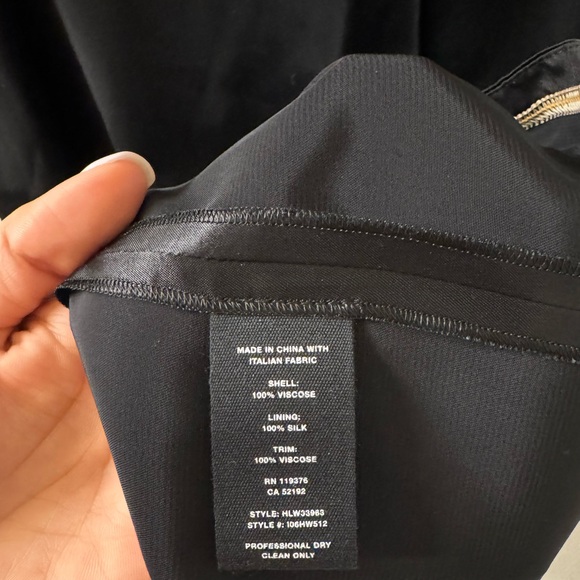 MADE IN CHINA WITH
ITALIAN FABRIC
SHELL:
100% VISCOSE
LINING:
100% SILK
TRIM:
100% VISCOSE
RN 119376
CA 52192
STYLE: HLW33963
STYLE #: I06HW512
PROFESSIONAL DRY
CLEAN ONLY